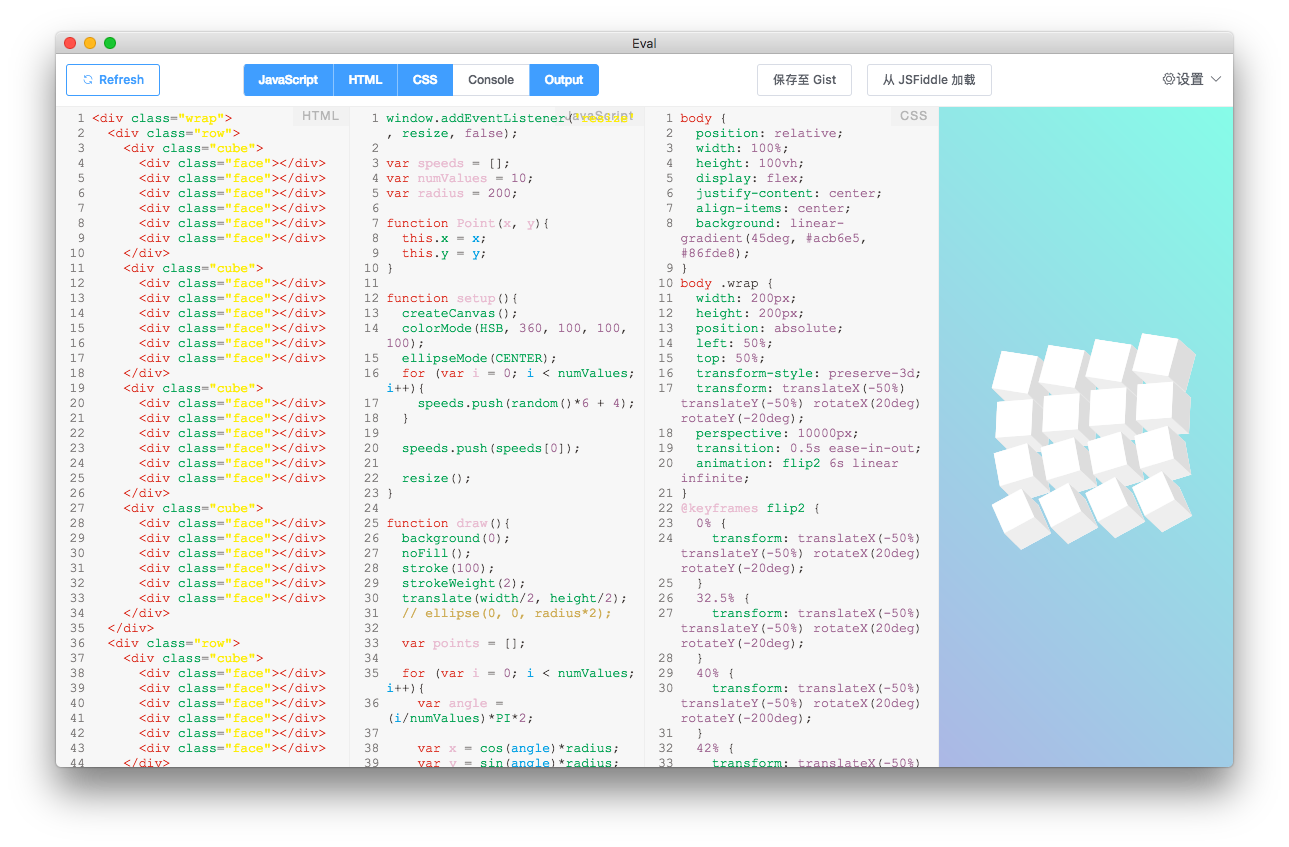 Eval
Refresh
JavaScript HTML CSS Console Output
保存至 Gist
从 JSFiddle 加载
设置
HTML
1 <div class="wrap">
2 <div class="row">
3 <div class="cube">
4 <div class="face"></div>
5 <div class="face"></div>
6 <div class="face"></div>
7 <div class="face"></div>
8 <div class="face"></div>
9 <div class="face"></div>
10 </div>
11 <div class="cube">
12 <div class="face"></div>
13 <div class="face"></div>
14 <div class="face"></div>
15 <div class="face"></div>
16 <div class="face"></div>
17 <div class="face"></div>
18 </div>
19 <div class="cube">
20 <div class="face"></div>
21 <div class="face"></div>
22 <div class="face"></div>
23 <div class="face"></div>
24 <div class="face"></div>
25 <div class="face"></div>
26 </div>
27 <div class="cube">
28 <div class="face"></div>
29 <div class="face"></div>
30 <div class="face"></div>
31 <div class="face"></div>
32 <div class="face"></div>
33 <div class="face"></div>
34 </div>
35 </div>
36 <div class="row">
37 <div class="cube">
38 <div class="face"></div>
39 <div class="face"></div>
40 <div class="face"></div>
41 <div class="face"></div>
42 <div class="face"></div>
43 <div class="face"></div>
44 </div>
JavaScript
1 window.addEventListener("resize"
, resize, false);
2
3 var speeds = [];
4 var numValues = 10;
5 var radius = 200;
6
7 function Point(x, y){
8 this.x = x;
9 this.y = y;
10 }
11
12 function setup(){
13 createCanvas();
14 colorMode(HSB, 360, 100, 100,
100);
15 ellipseMode(CENTER);
16 for (var i = 0; i < numValues;
i++){
17 speeds.push(random()*6 + 4);
18 }
19
20 speeds.push(speeds[0]);
21
22 resize();
23 }
24
25 function draw(){
26 background(0);
27 noFill();
28 stroke(100);
29 strokeWeight(2);
30 translate(width/2, height/2);
31 // ellipse(0, 0, radius*2);
32
33 var points = [];
34
35 for (var i = 0; i < numValues;
i++){
36 var angle =
(i/numValues)*PI*2;
37
38 var x = cos(angle)*radius;
39 var y = sin(angle)*radius;
CSS
1 body {
2 position: relative;
3 width: 100%;
4 height: 100vh;
5 display: flex;
6 justify-content: center;
7 align-items: center;
8 background: linear-
gradient(45deg, #acb6e5,
#86fde8);
9 }
10 body .wrap {
11 width: 200px;
12 height: 200px;
13 position: absolute;
14 left: 50%;
15 top: 50%;
16 transform-style: preserve-3d;
17 transform: translateX(-50%)
translateY(-50%) rotateX(20deg)
rotateY(-20deg);
18 perspective: 10000px;
19 transition: 0.5s ease-in-out;
20 animation: flip2 6s linear
infinite;
21 }
22 @keyframes flip2 {
23 0% {
24 transform: translateX(-50%)
translateY(-50%) rotateX(20deg)
rotateY(-20deg);
25 }
26 32.5% {
27 transform: translateX(-50%)
translateY(-50%) rotateX(20deg)
rotateY(-20deg);
28 }
29 40% {
30 transform: translateX(-50%)
translateY(-50%) rotateX(20deg)
rotateY(-200deg);
31 }
32 42% {
33 transform: translateX(-50%)